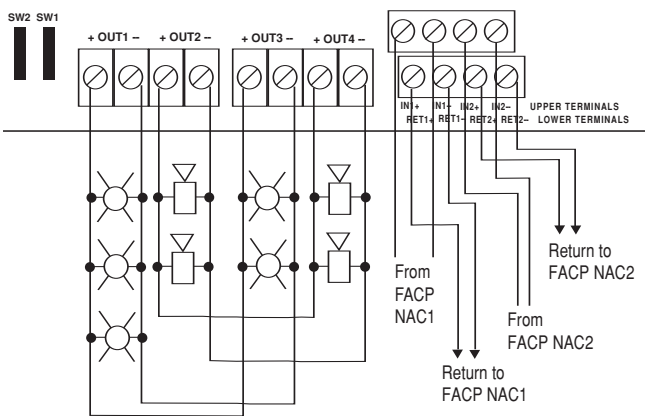 SW2 SW1
+ OUT1 –
+ OUT2 –
+ OUT3 –
+ OUT4 –
IN1+ IN1– IN2+ IN2– UPPER TERMINALS
RET1+ RET1– RET2+ RET2– LOWER TERMINALS
From
FACP
NAC1
Return to
FACP NAC1
From
FACP NAC2
Return to
FACP NAC2